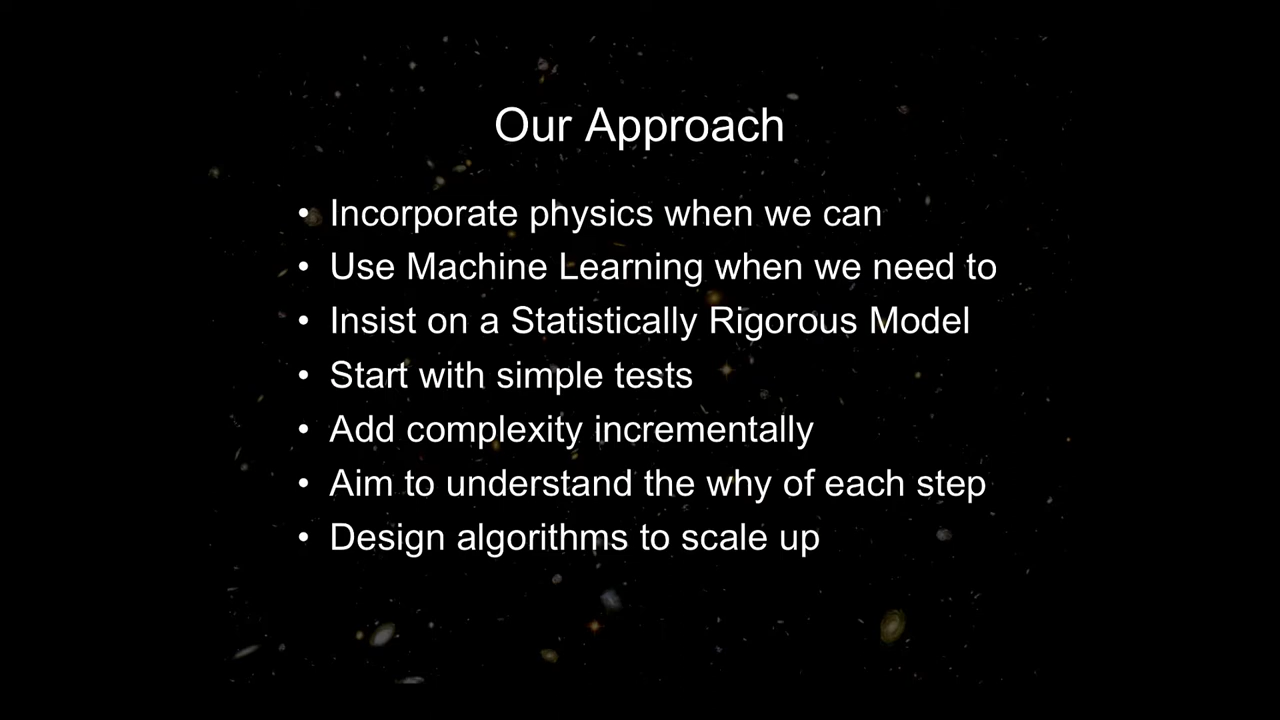 Our Approach
• Incorporate physics when we can
• Use Machine Learning when we need to
• Insist on a Statistically Rigorous Model
• Start with simple tests
• Add complexity incrementally
• Aim to understand the why of each step
• Design algorithms to scale up